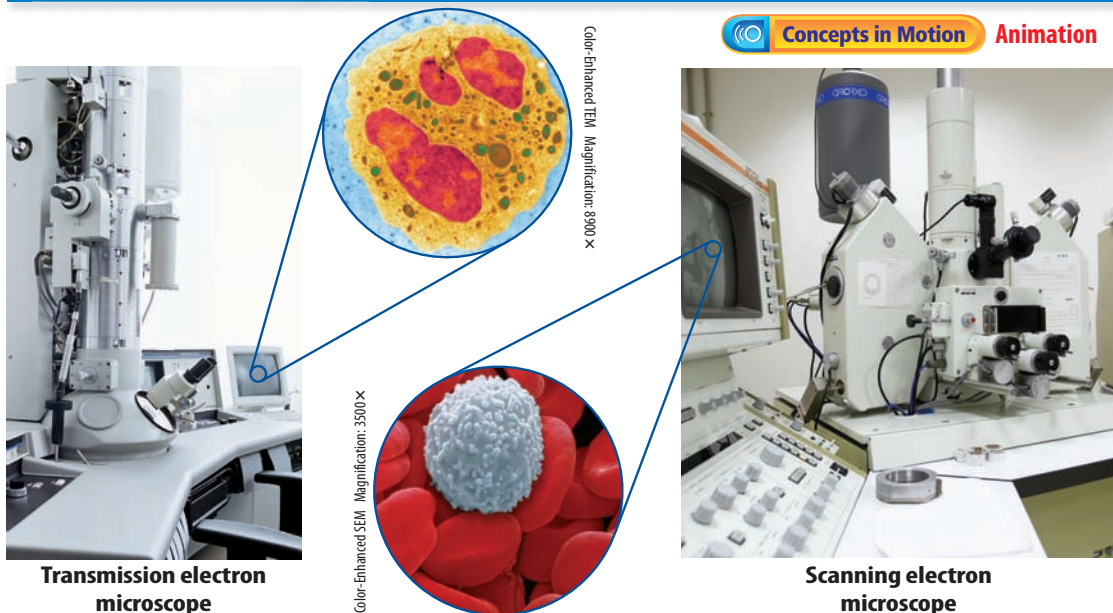 Concepts in Motion Animation
Color-Enhanced TEM Magnification: 8900×
Color-Enhanced SEM Magnification: 3500×
Transmission electron
microscope
Scanning electron
microscope